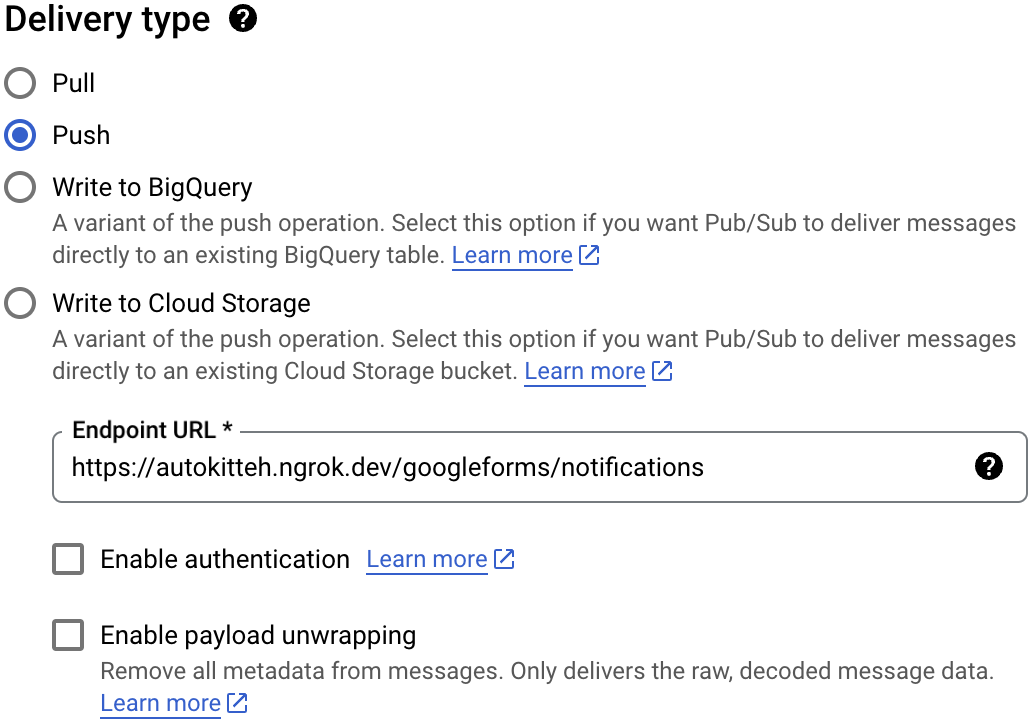 Delivery type ?
Pull
Push
Write to BigQuery
A variant of the push operation. Select this option if you want Pub/Sub to deliver messages
directly to an existing BigQuery table. Learn more
Write to Cloud Storage
A variant of the push operation. Select this option if you want Pub/Sub to deliver messages
directly to an existing Cloud Storage bucket. Learn more
Endpoint URL *
https://autokitteh.ngrok.dev/googleforms/notifications ?
Enable authentication Learn more
Enable payload unwrapping
Remove all metadata from messages. Only delivers the raw, decoded message data.
Learn more